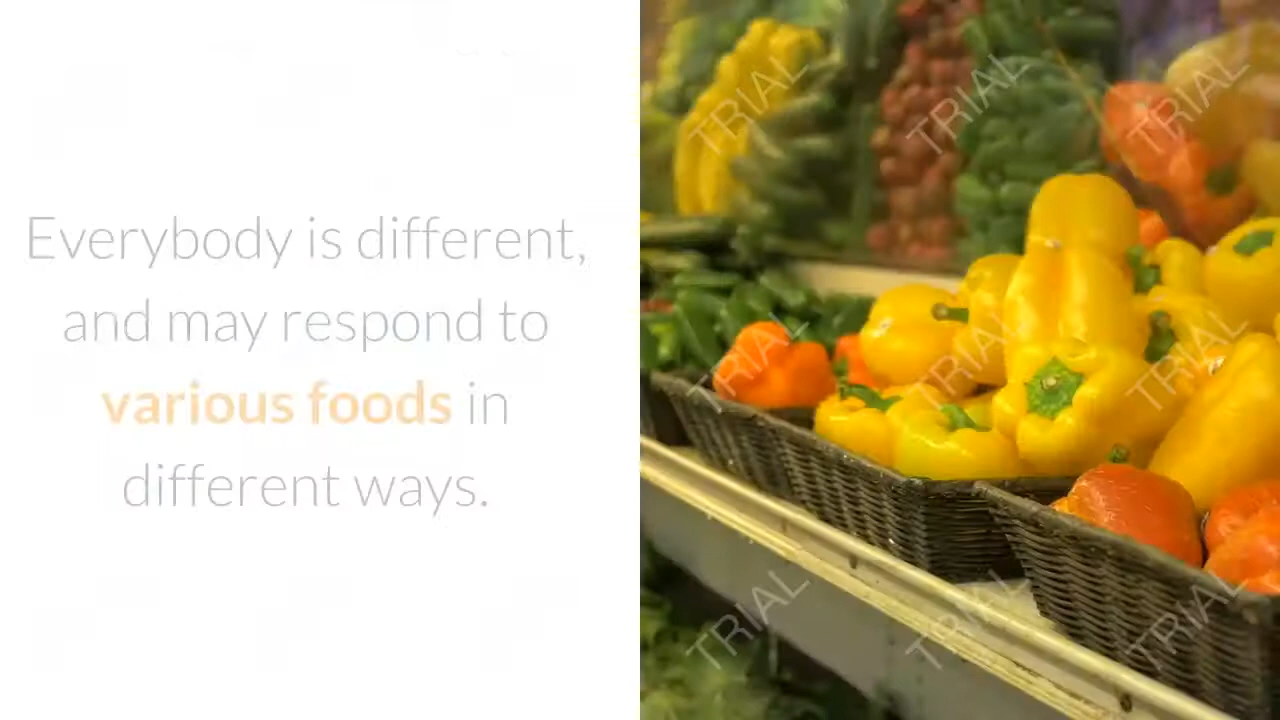 Everybody is different,
and may respond to
various foods in
different ways.
TRIAL TRIAL TRIAL
TRIAL TRIAL TRIAL
TRIAL TRIAL TRIAL